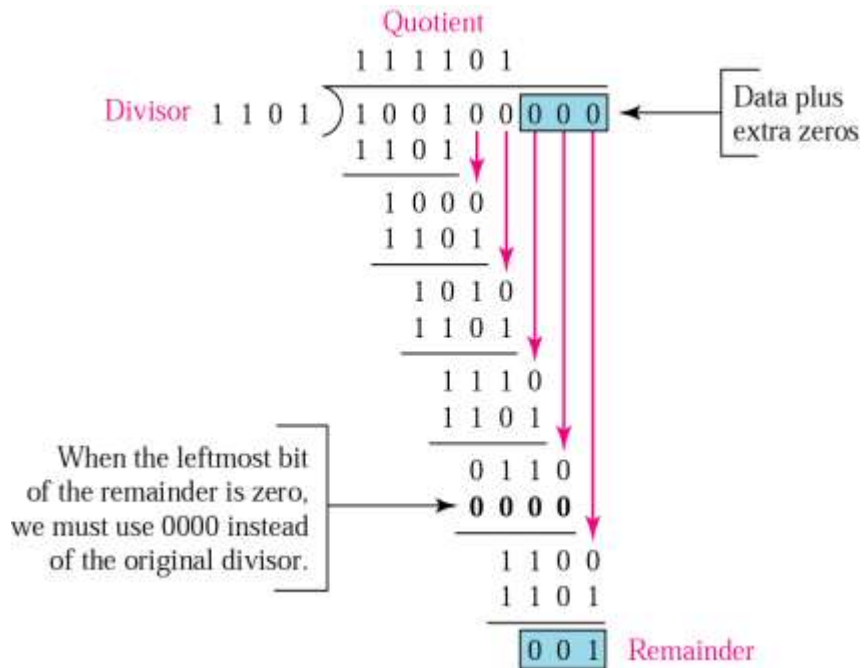 Quotient
1 1 1 1 0 1
Divisor 1 1 0 1 1 0 0 1 0 0 0 0 0
Data plus
extra zeros
1 1 0 1
1 0 0 0
1 1 0 1
1 0 1 0
1 1 0 1
1 1 1 0
1 1 0 1
When the leftmost bit
of the remainder is zero,
we must use 0000 instead
of the original divisor.
0 1 1 0
0 0 0 0
1 1 0 0
1 1 0 1
0 0 1 Remainder